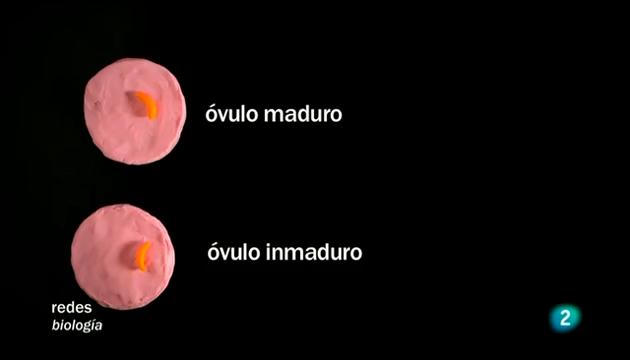 óvulo maduro
óvulo inmaduro
redes
biología
2